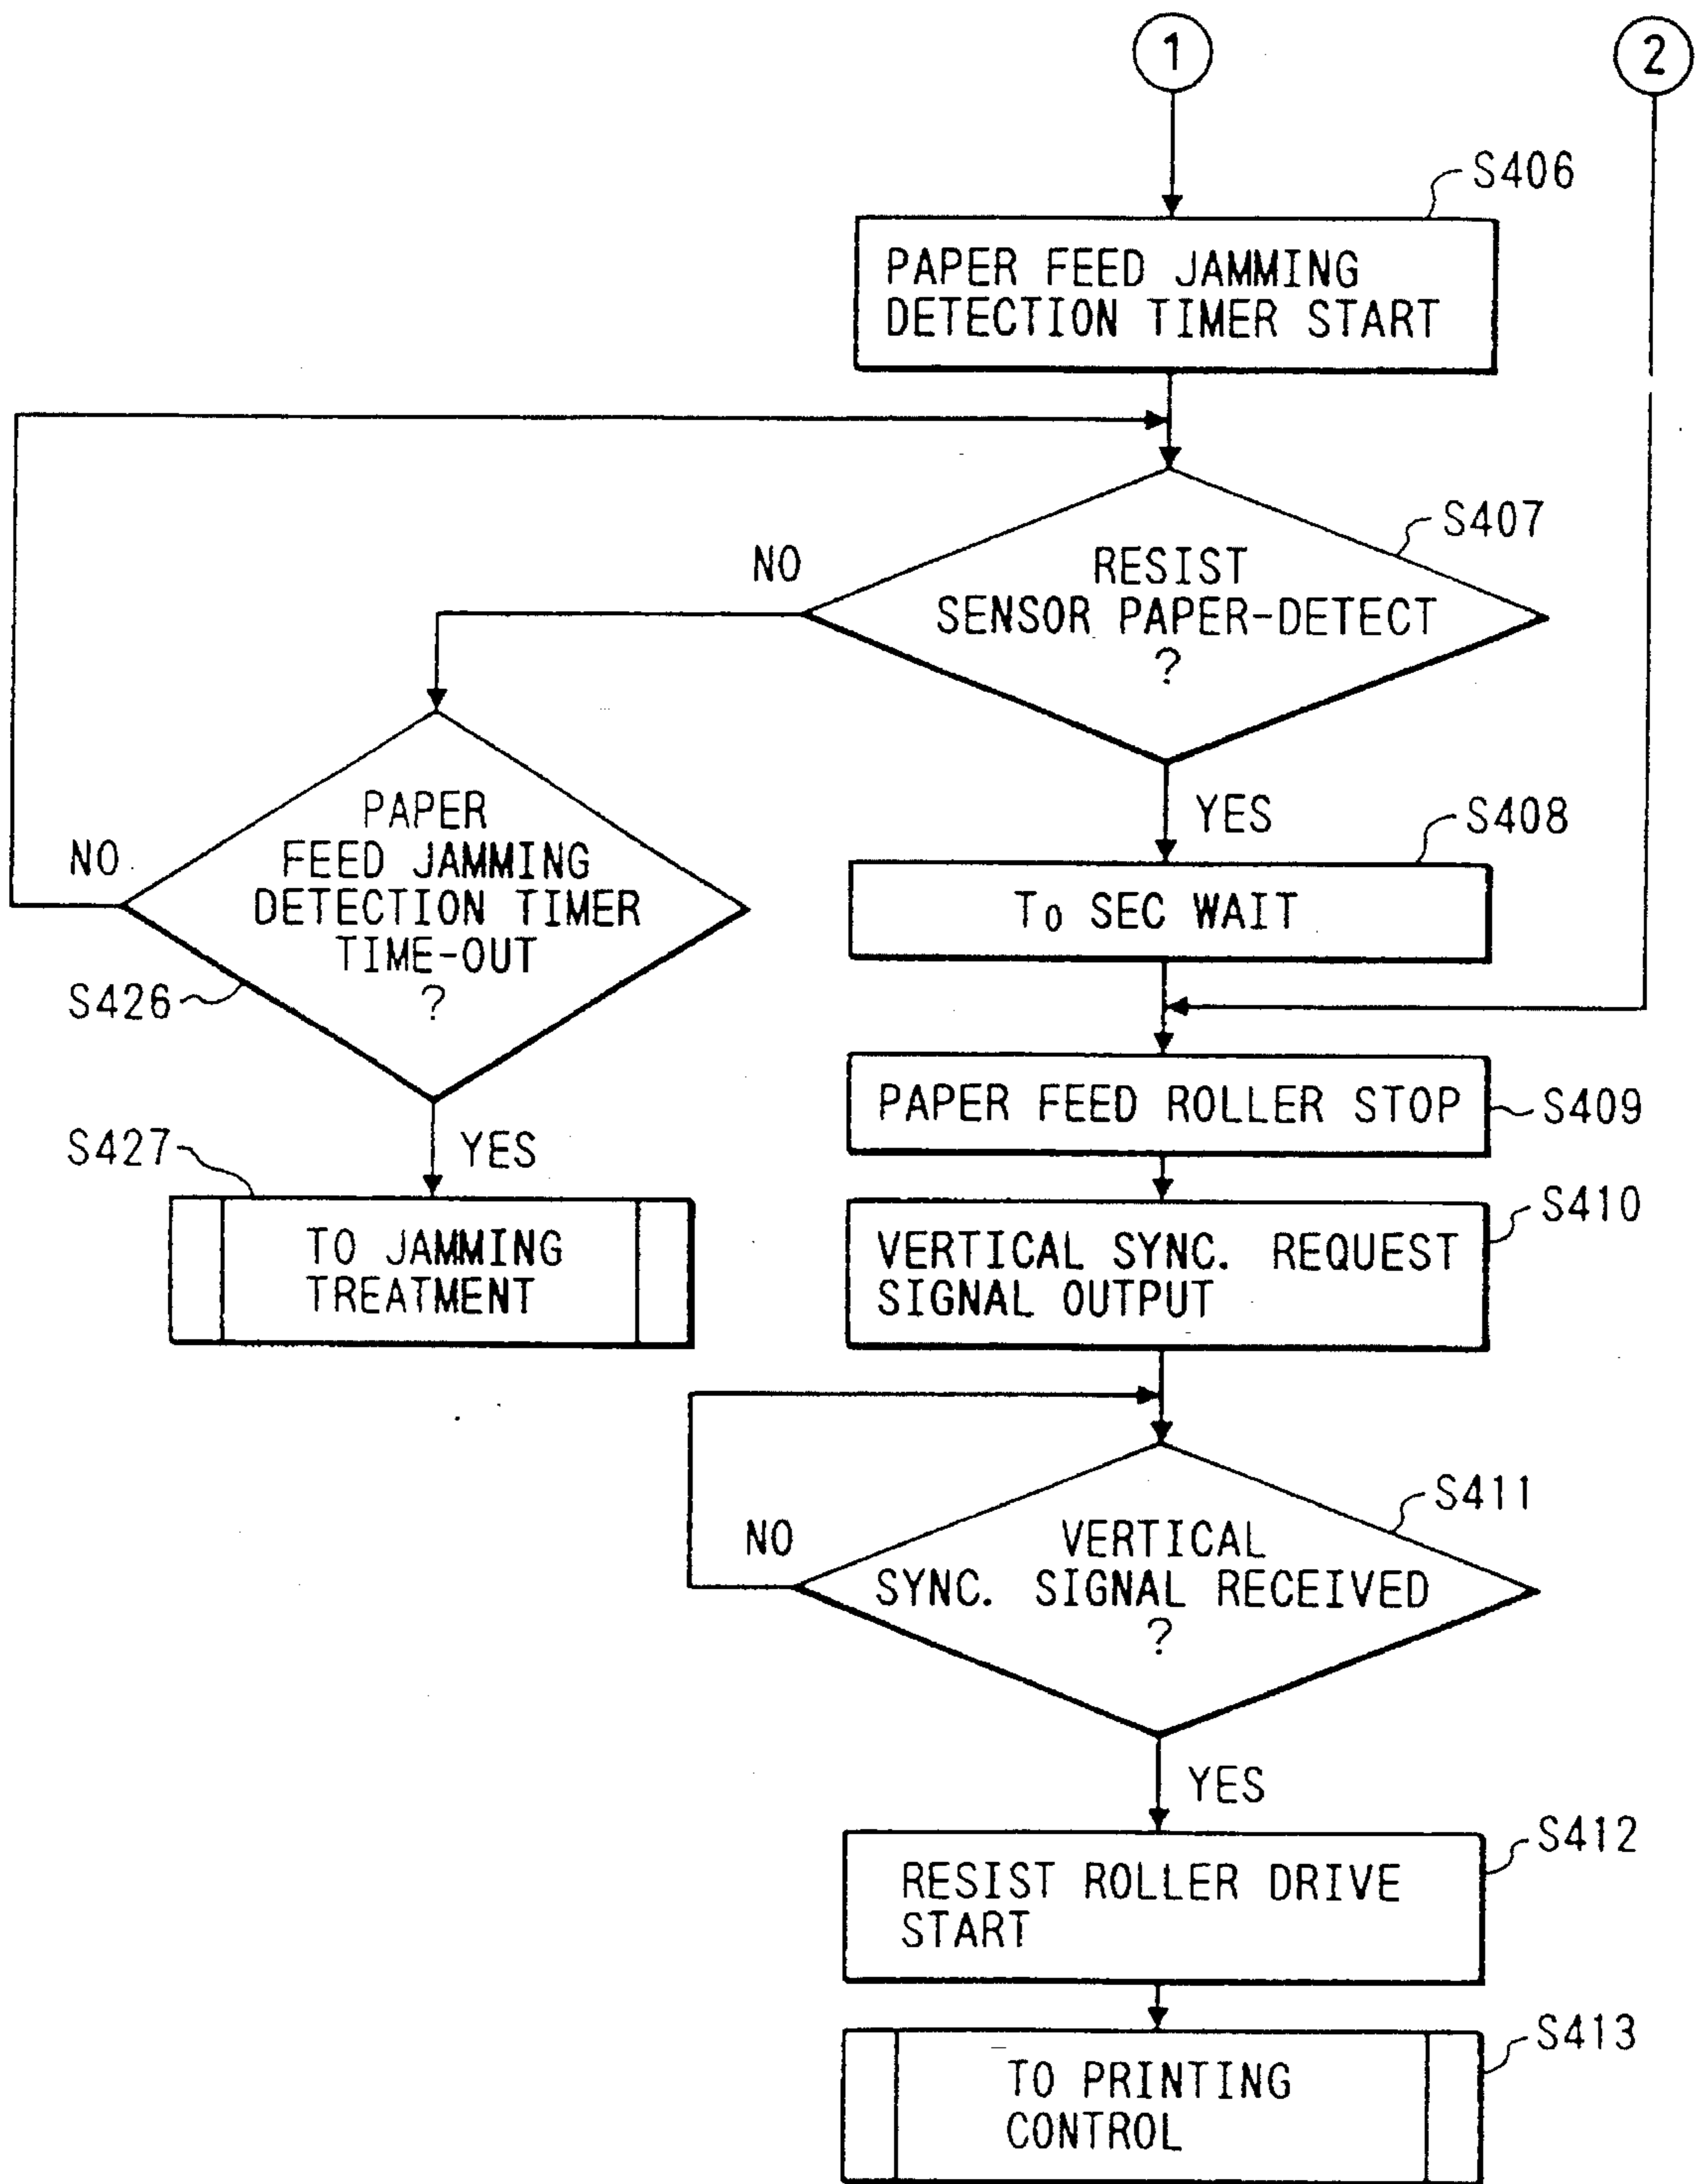 1
2
S406
PAPER FEED JAMMING
DETECTION TIMER START
S407
NO
RESIST
SENSOR PAPER-DETECT
?
YES
S408
T0 SEC WAIT
NO
PAPER
FEED JAMMING
DETECTION TIMER
TIME-OUT
?
S426
YES
S427
TO JAMMING
TREATMENT
PAPER FEED ROLLER STOP
S409
S410
VERTICAL SYNC. REQUEST
SIGNAL OUTPUT
S411
NO
VERTICAL
SYNC. SIGNAL RECEIVED
?
YES
S412
RESIST ROLLER DRIVE
START
S413
TO PRINTING
CONTROL